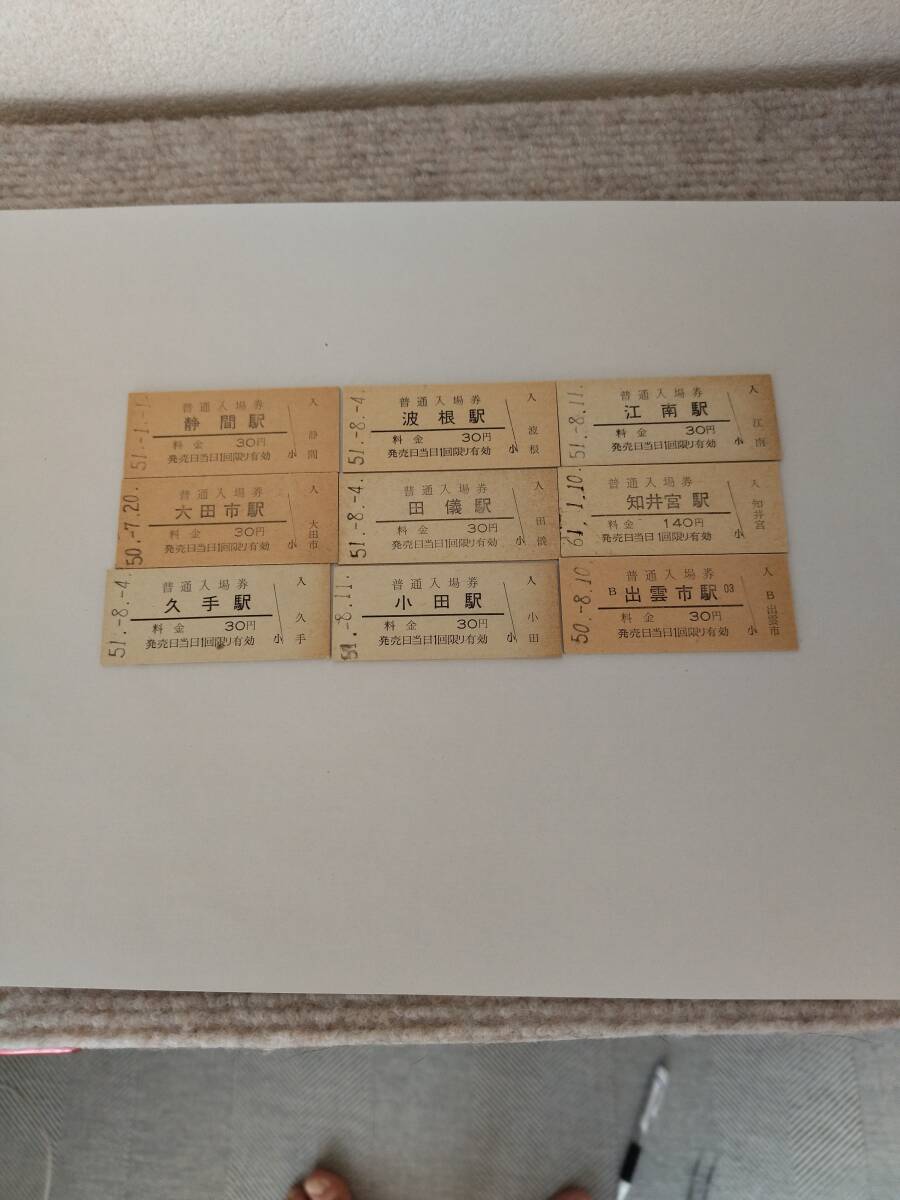 51.-1.-1.
普通入場券
静間駅
料金 30円
発売日当日1回限り有効
小
入
静間
51.-8.-4.
普通入場券
波根駅
料金 30円
発売日当日1回限り有効
小
入
波根
51.-8.11.
普通入場券
江南駅
料金 30円
発売日当日1回限り有効
小
入
江南
50.-7.20.
普通入場券
大田市駅
料金 30円
発売日当日1回限り有効
小
入
大田市
51.-8.-4.
普通入場券
田儀駅
料金 30円
発売日当日1回限り有効
小
入
田儀
普通入場券
知井宮駅
料金 140円
発売日当日1回限り有効
小
入
知井宮
51.-8.-4.
普通入場券
久手駅
料金 30円
発売日当日1回限り有効
小
入
久手
51.-8.11.
普通入場券
小田駅
料金 30円
発売日当日1回限り有効
小
入
小田
50.-8.10
普通入場券
B 出雲市駅 03
料金 30円
発売日当日1回限り有効
小
入
B
出雲市